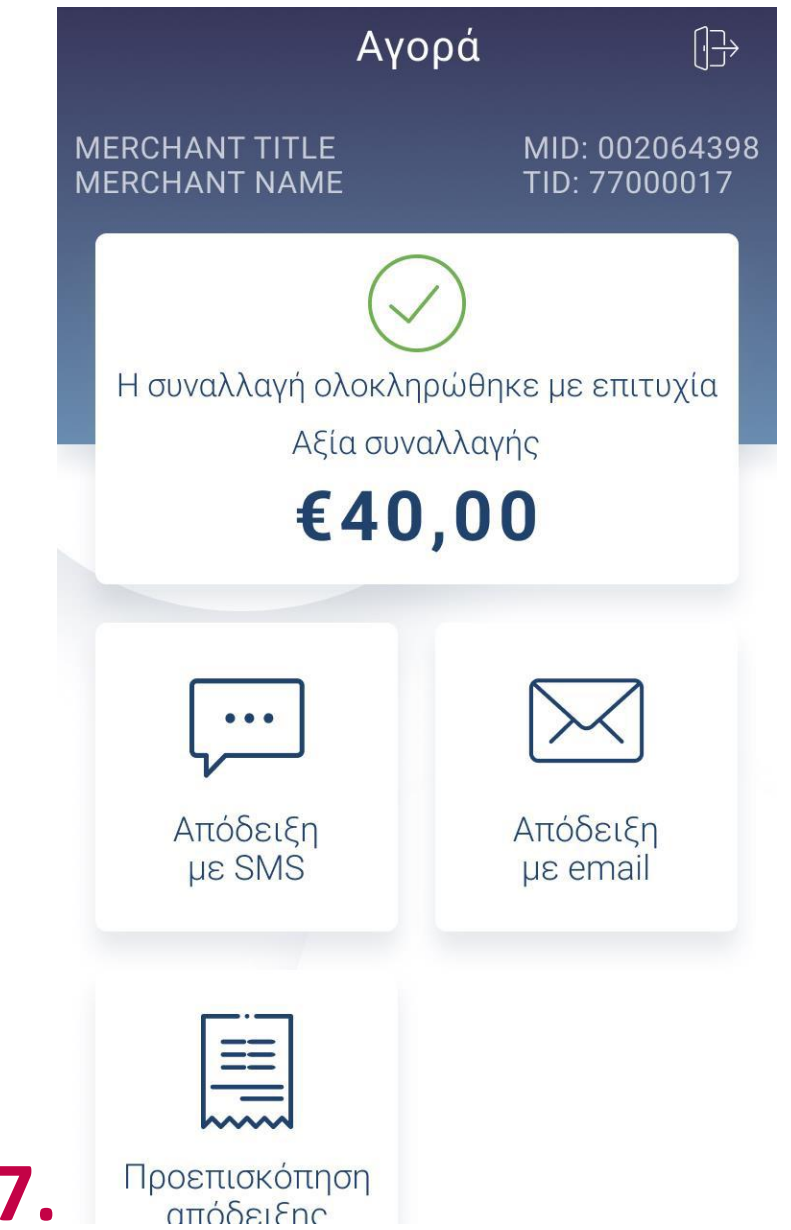 Αγορά
MERCHANT TITLE
MERCHANT NAME
MID: 002064398
TID: 77000017
Η συναλλαγή ολοκληρώθηκε με επιτυχία
Αξία συναλλαγής
€40,00
Απόδειξη
με SMS
Απόδειξη
με email
Προεπισκόπηση
απόδειξης
7.